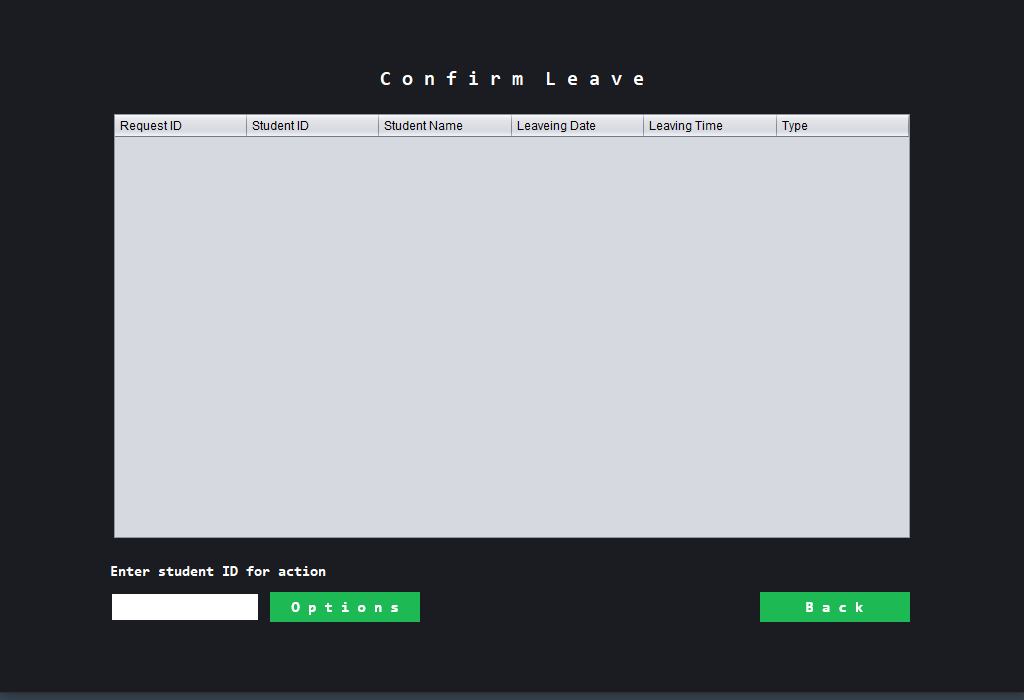 Confirm Leave
Request ID Student ID Student Name Leaveing Date Leaving Time Type
Enter student ID for action
Options Back